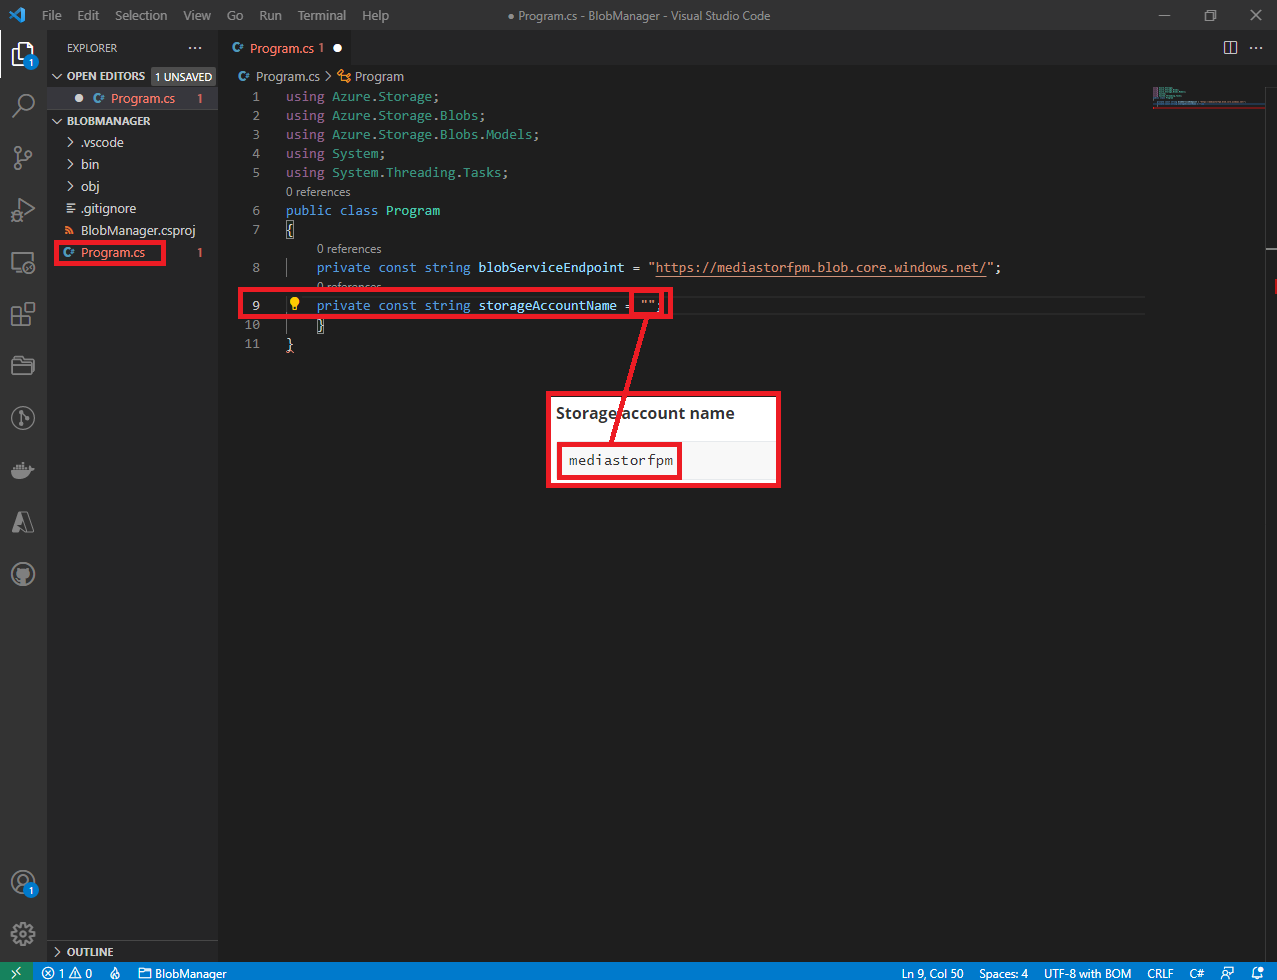 File Edit Selection View Go Run Terminal Help
● Program.cs - BlobManager - Visual Studio Code
EXPLORER
OPEN EDITORS 1 UNSAVED
Program.cs 1
BLOBMANAGER
.vscode
bin
obj
.gitignore
BlobManager.csproj
Program.cs 1
OUTLINE
Program.cs 1
Program.cs > Program
1 using Azure.Storage;
2 using Azure.Storage.Blobs;
3 using Azure.Storage.Blobs.Models;
4 using System;
5 using System.Threading.Tasks;
0 references
6 public class Program
7 {
0 references
8 private const string blobServiceEndpoint = "https://mediastorfpm.blob.core.windows.net/";
0 references
9 private const string storageAccountName = "";
10 }
11 }
Storage account name
mediastorfpm
1
1
1 0 BlobManager
Ln 9, Col 50 Spaces: 4 UTF-8 with BOM CRLF C#